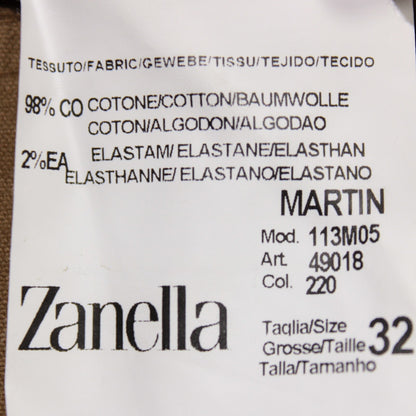 TESSUTO/FABRIC/GEWEBE/TISSU/TEJIDO/TECIDO
98% CO COTONE/COTTON/BAUMWOLLE
COTON/ALGODON/ALGODAO
2%EA ELASTAM/ ELASTANE/ELASTHAN
ELASTHANNE/ ELASTANO/ELASTANO
MARTIN
Mod. 113M05
Art. 49018
Col. 220
Zanella
Taglia/Size
Grosse/Taille 32
Talla/Tamanho